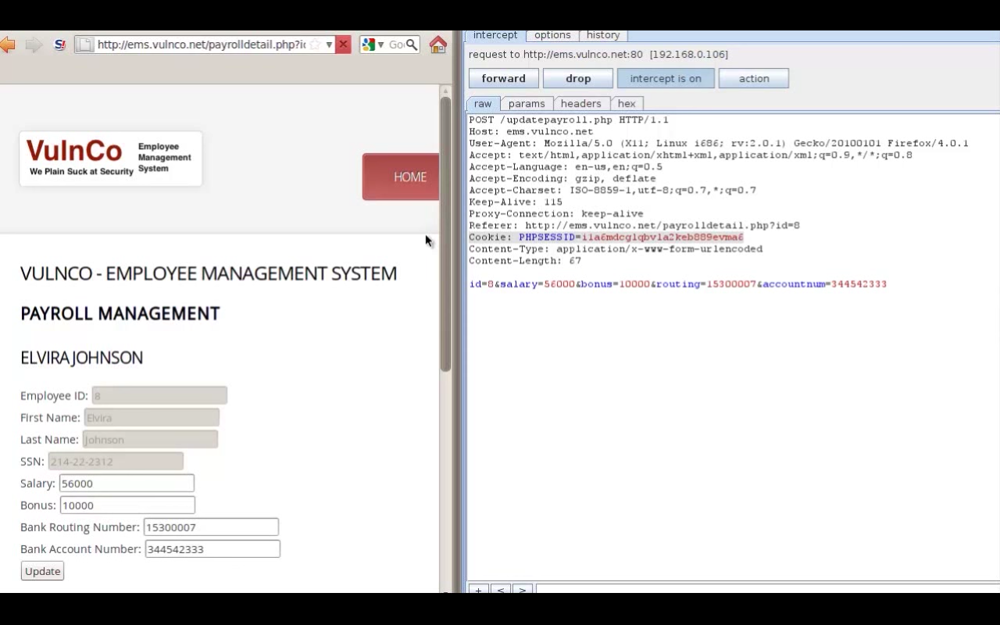 http://ems.vulnco.net/payrolldetail.php?ic
Go
VulnCo
Employee
Management
System
We Plain Suck at Security
HOME
VULNCO - EMPLOYEE MANAGEMENT SYSTEM
PAYROLL MANAGEMENT
ELVIRA JOHNSON
Employee ID: 8
First Name: Elvira
Last Name: Johnson
SSN: 214-22-2312
Salary: 56000
Bonus: 10000
Bank Routing Number: 15300007
Bank Account Number: 344542333
Update
intercept options history
request to http://ems.vulnco.net:80 [192.168.0.106]
forward drop intercept is on action
raw params headers hex
POST /updatepayroll.php HTTP/1.1
Host: ems.vulnco.net
User-Agent: Mozilla/5.0 (X11; Linux i686; rv:2.0.1) Gecko/20100101 Firefox/4.0.1
Accept: text/html,application/xhtml+xml,application/xml;q=0.9,*/*;q=0.8
Accept-Language: en-us,en;q=0.5
Accept-Encoding: gzip, deflate
Accept-Charset: ISO-8859-1,utf-8;q=0.7,*;q=0.7
Keep-Alive: 115
Proxy-Connection: keep-alive
Referer: http://ems.vulnco.net/payrolldetail.php?id=8
Cookie: PHPSESSID=
Content-Type: application/x-www-form-urlencoded
Content-Length: 67
id=8&salary=56000&bonus=10000&routing=15300007&accountnum=344542333
+ < >